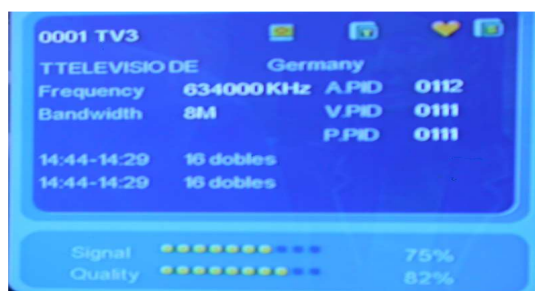 0001 TV3
TTELEVISIO DE Germany
Frequency 634000 KHz A.PID 0112
Bandwidth 8M V.PID 0111
P.PID 0111
14:44-14:29 16 dobles
14:44-14:29 16 dobles
Signal 75%
Quality 82%